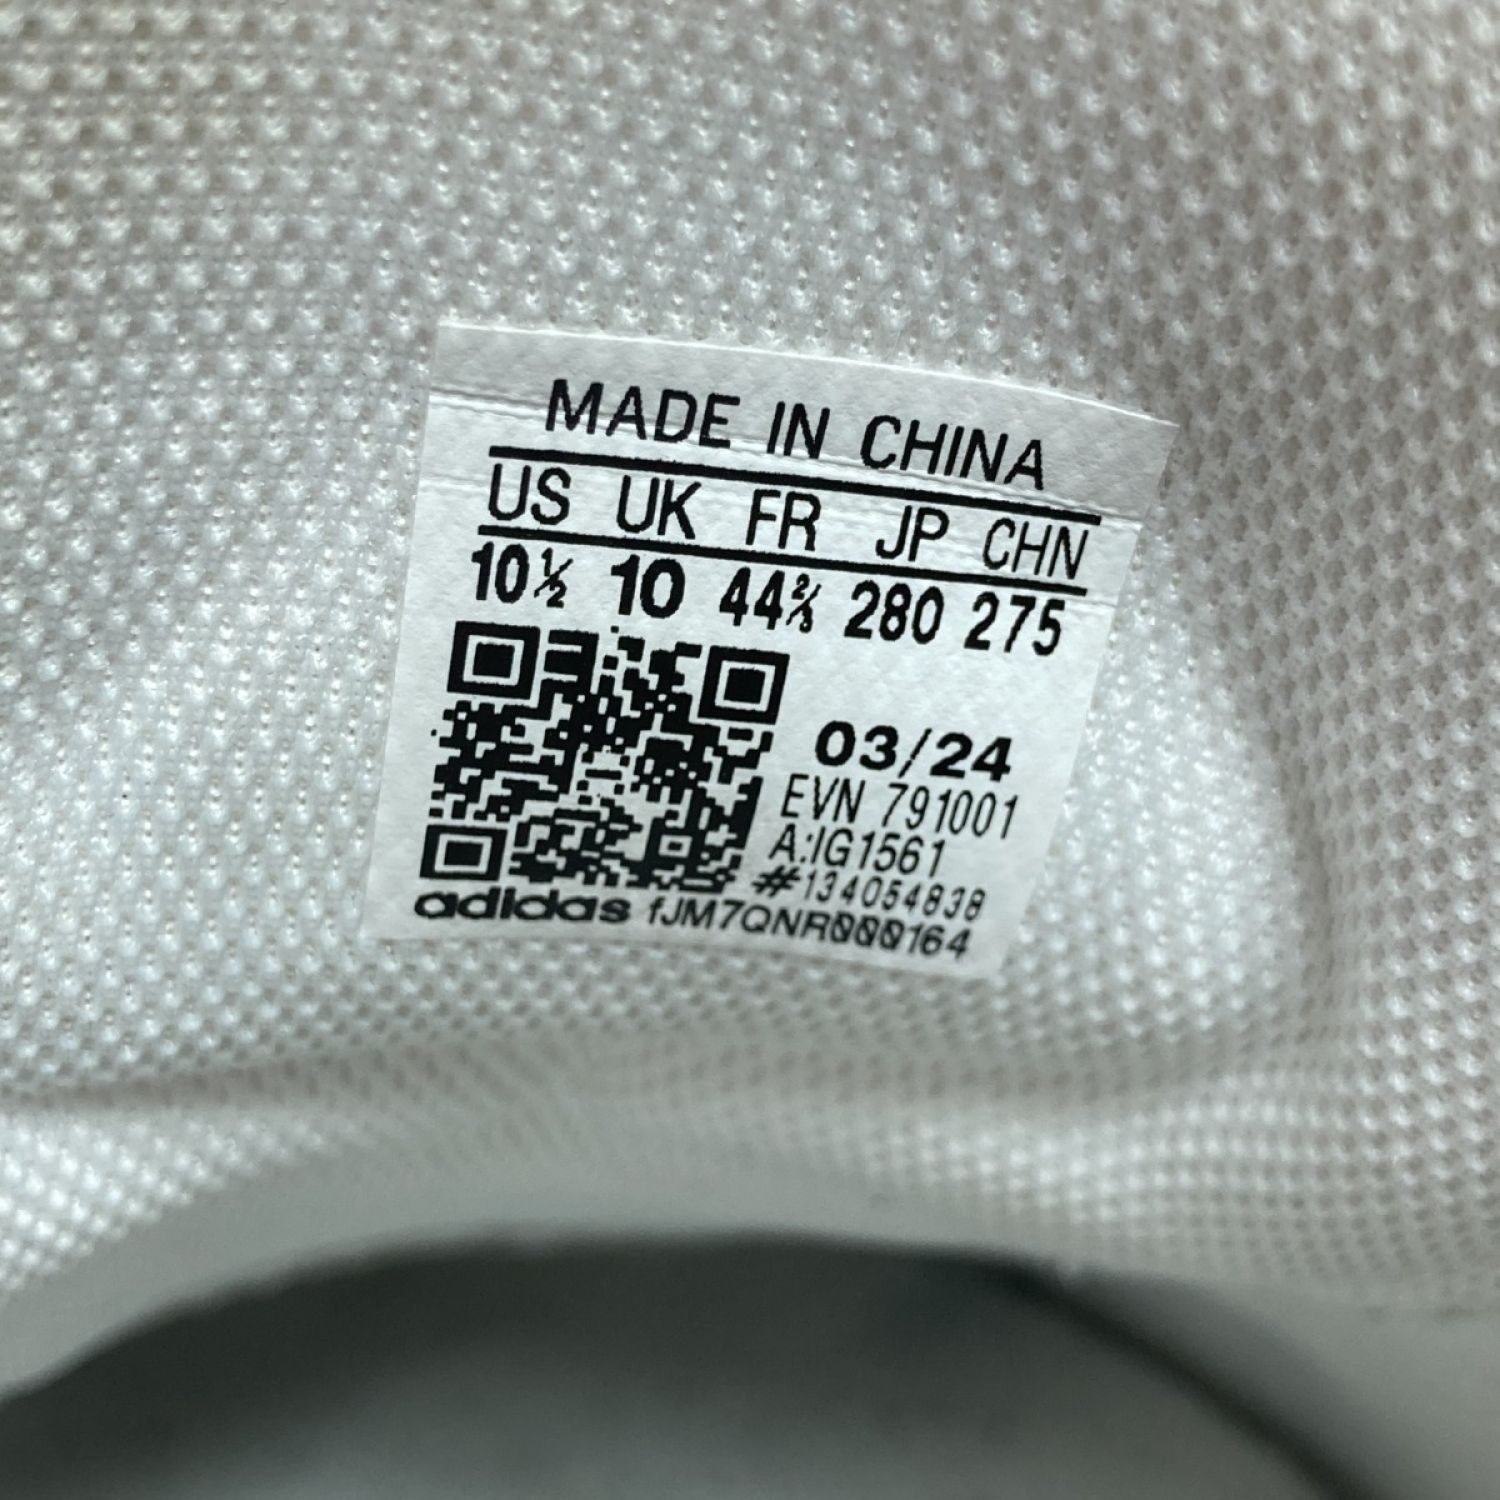 MADE IN CHINA
US UK FR JP CHN
10½ 10 44⅔ 280 275
03/24
EVN 791001
A:IG1561
#134054838
adidas fJM7QNR000164